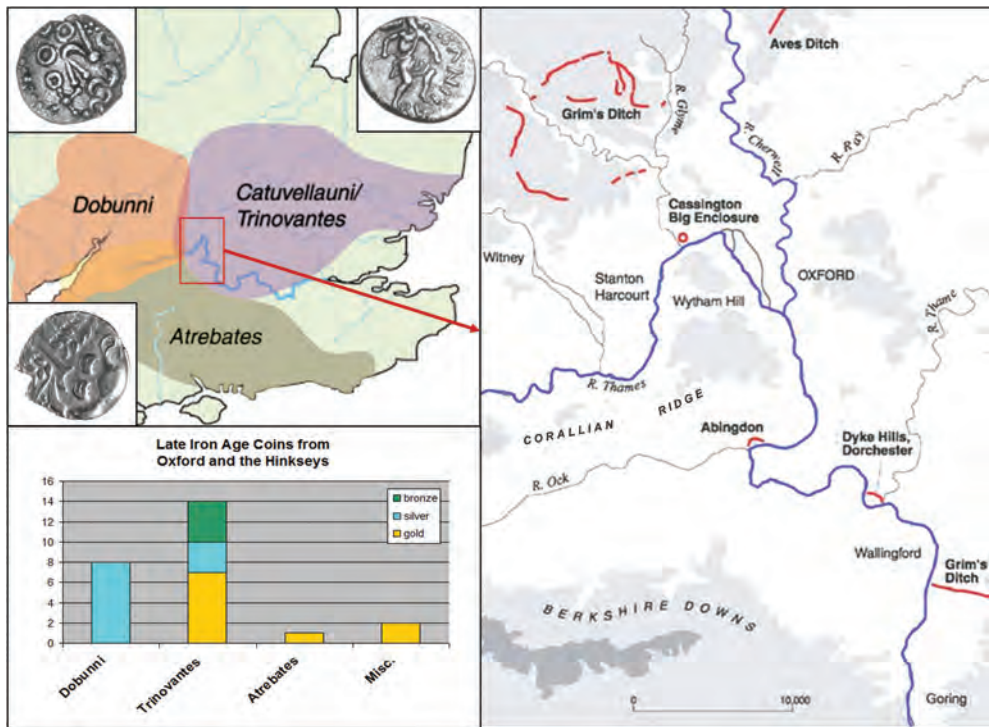 Dobunni
Catuvellauni/
Trinovantes
Atrebates
Late Iron Age Coins from
Oxford and the Hinkseys
16
14
12
10
8
6
4
2
0
bronze
silver
gold
Dobunni
Trinovantes
Atrebates
Misc.
Aves Ditch
Grim's Ditch
R. Glyme
R. Cherwell
R. Ray
Cassington
Big Enclosure
Witney
Stanton
Harcourt
OXFORD
Wytham Hill
R. Thame
R. Thames
CORALLIAN RIDGE
Abingdon
Dyke Hills,
Dorchester
R. Ock
Wallingford
Grim's
Ditch
BERKSHIRE DOWNS
0 10,000
Goring